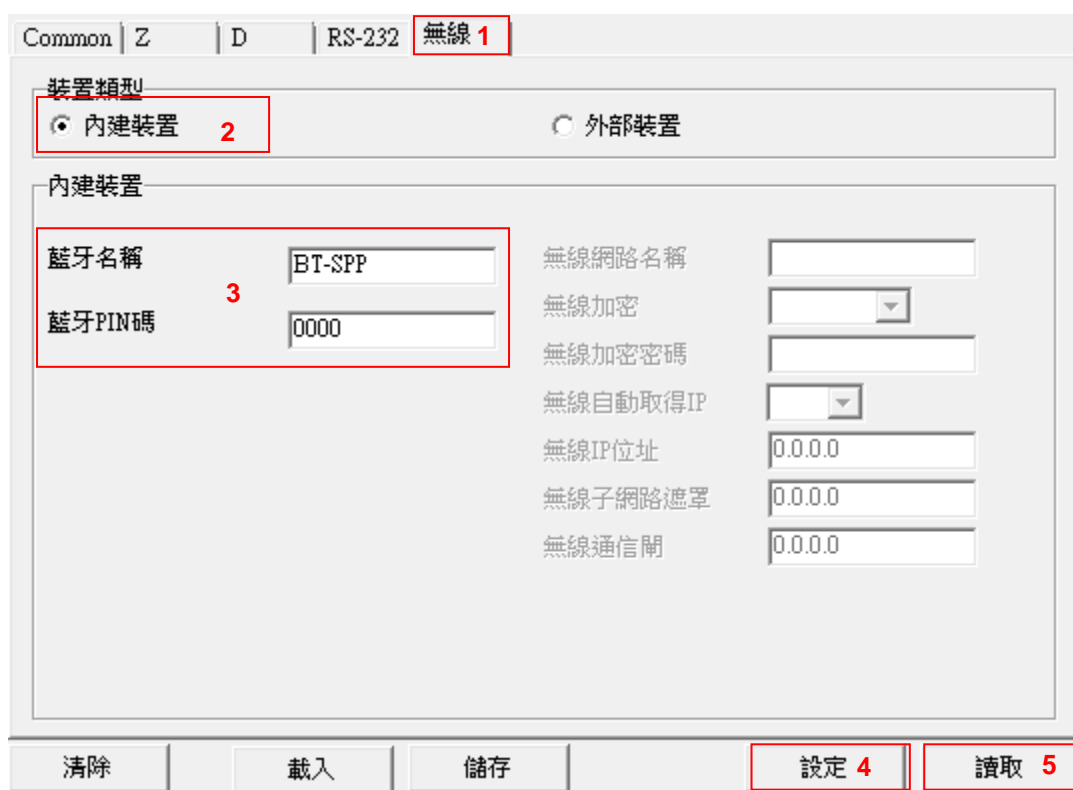 Common Z D RS-232 無線 1
裝置類型
內建裝置 2 外部裝置
內建裝置
藍牙名稱 BT-SPP
3
藍牙PIN碼 0000
無線網路名稱
無線加密
無線加密密碼
無線自動取得IP
無線IP位址 0.0.0.0
無線子網路遮罩 0.0.0.0
無線通信閘 0.0.0.0
清除 載入 儲存 設定 4 讀取 5